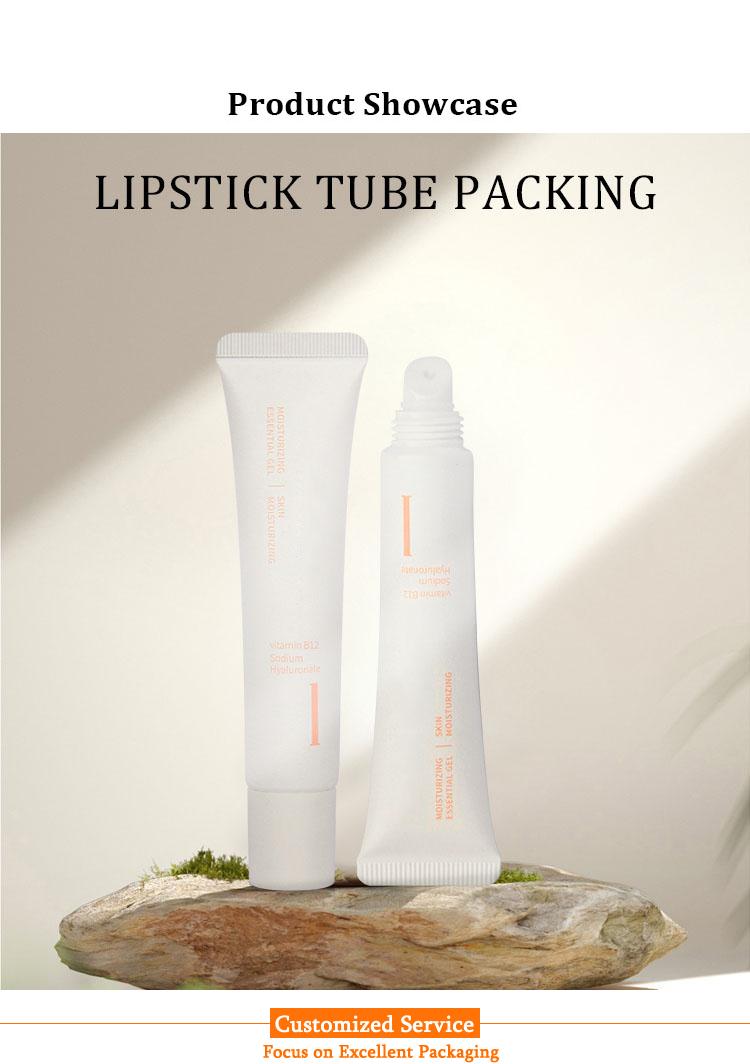 Product Showcase
LIPSTICK TUBE PACKING
MOISTURIZING
ESSENTIAL GEL
SKIN
MOISTURIZING
vitamin B12
Sodium
Hyaluronate
vitamin B12
Sodium
Hyaluronate
MOISTURIZING
ESSENTIAL GEL
SKIN
MOISTURIZING
Customized Service
Focus on Excellent Packaging